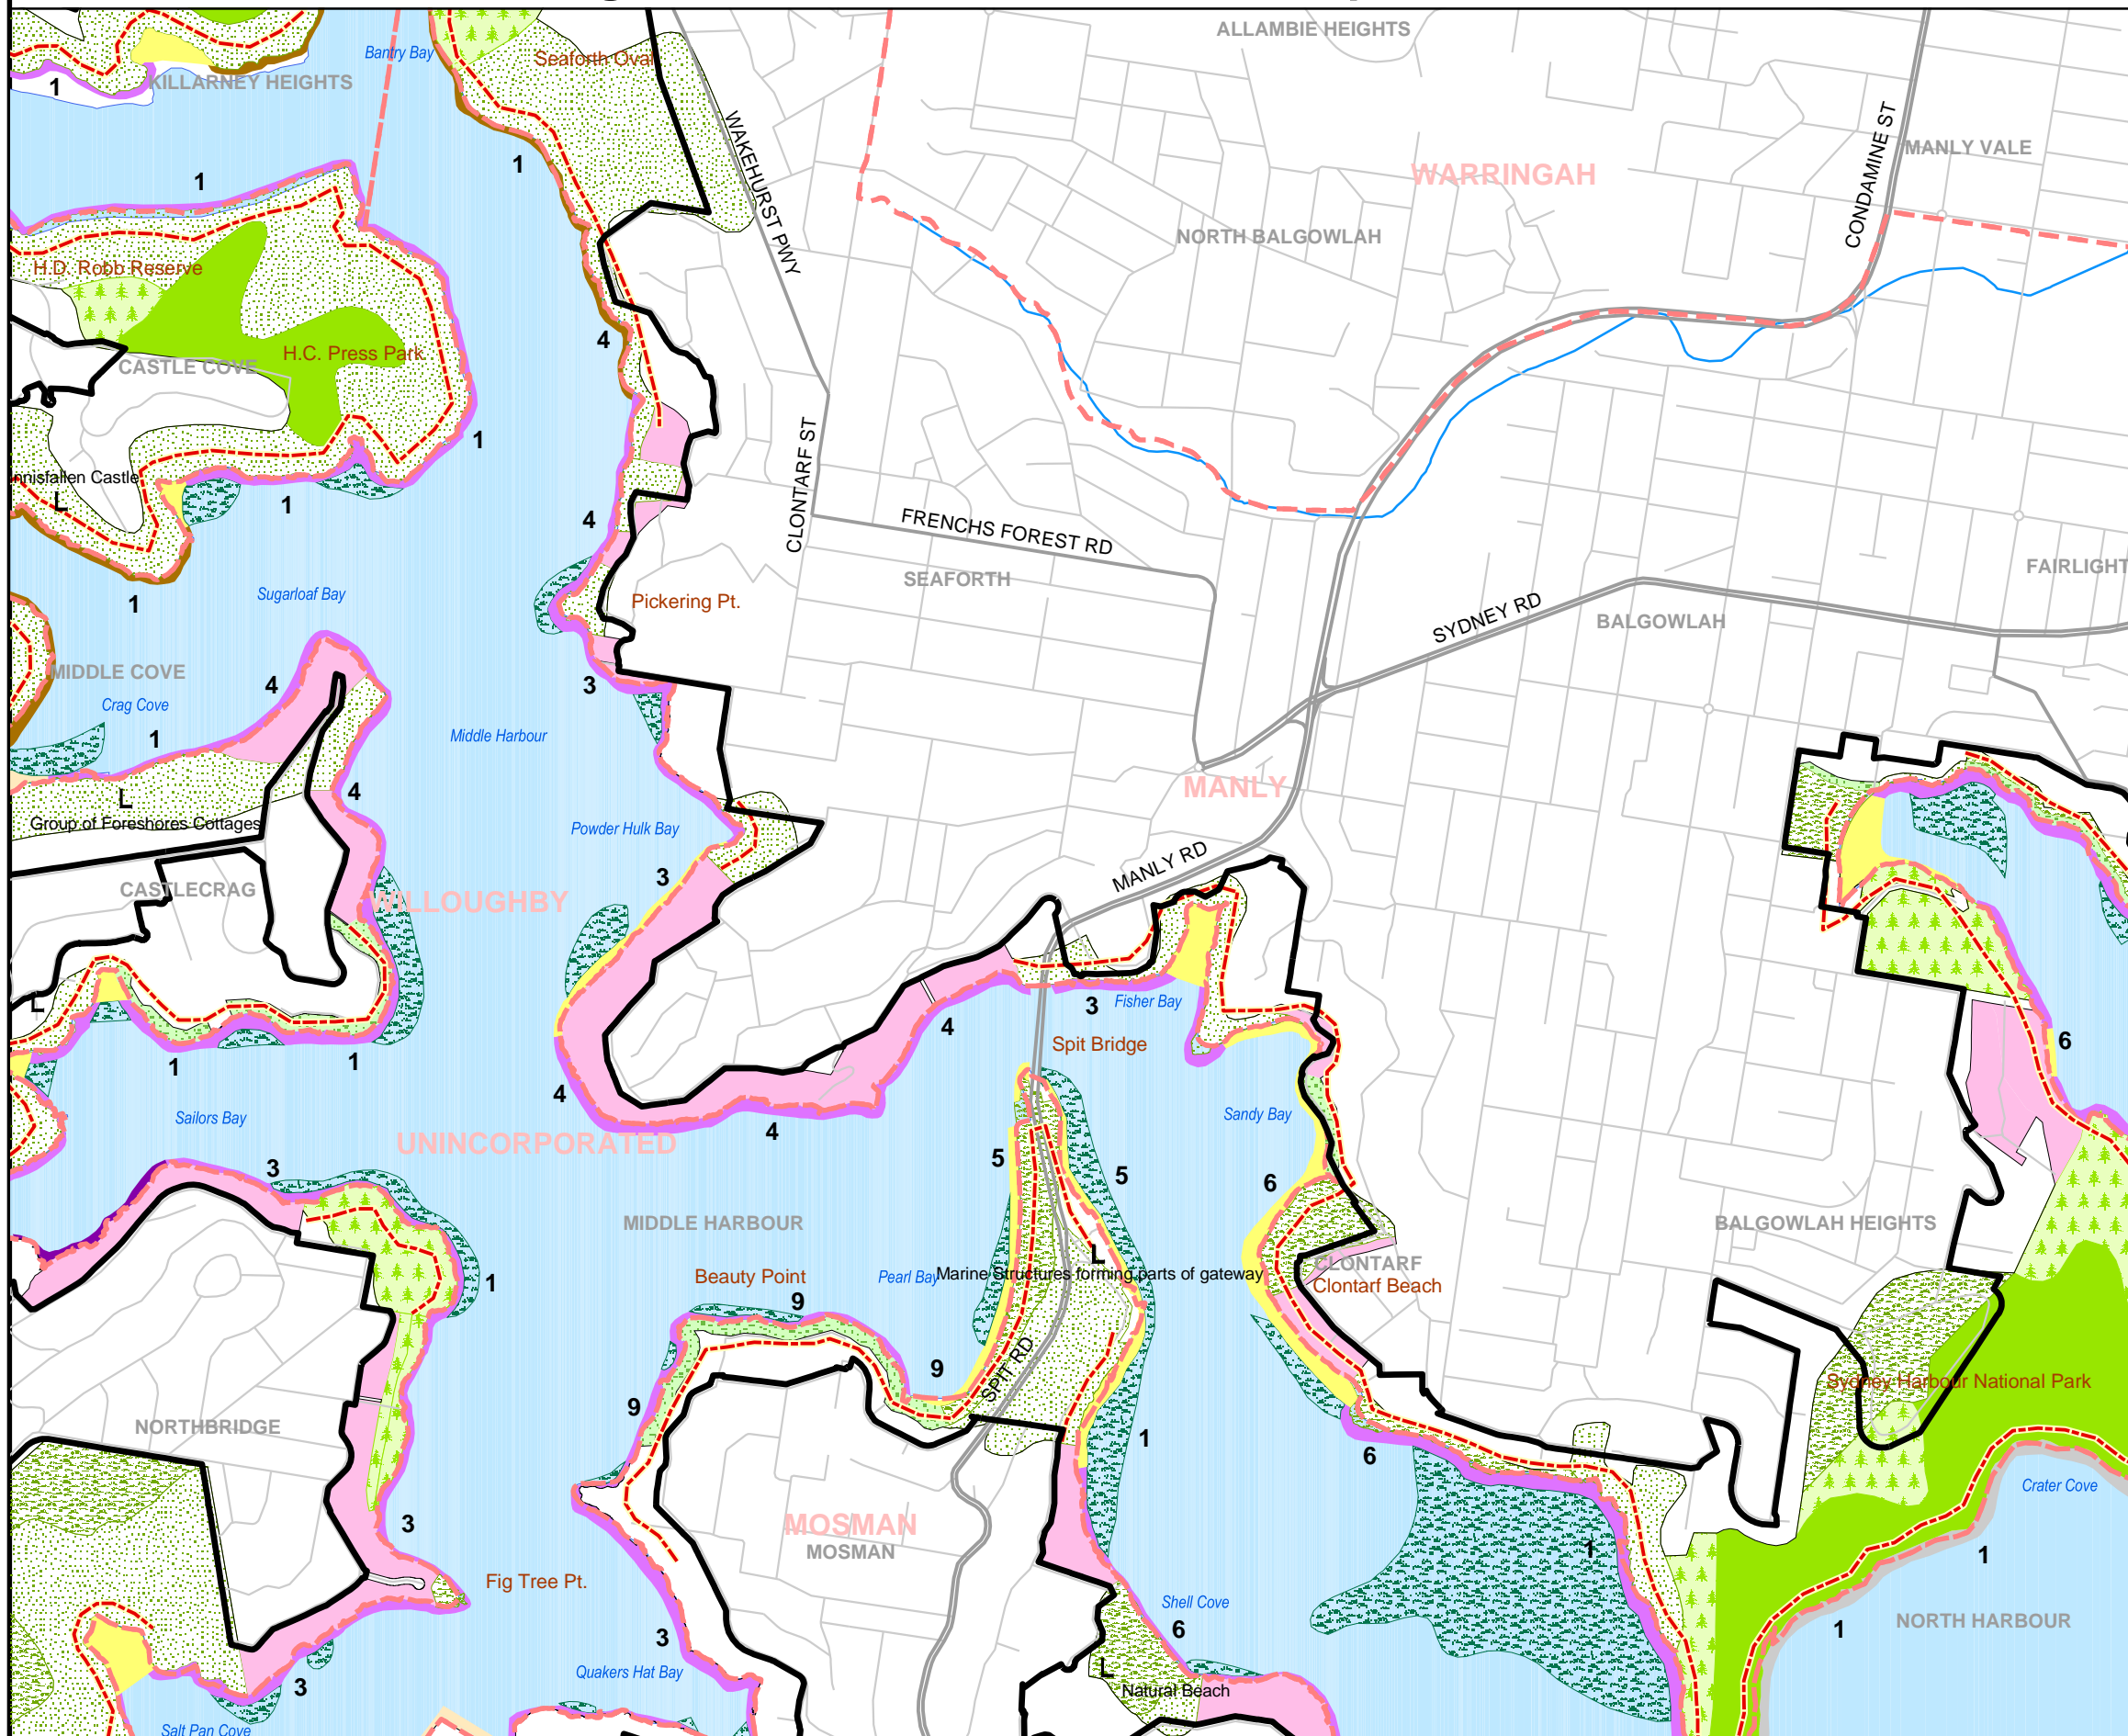 ALLAMBIE HEIGHTS
Bantry Bay
Seaforth Oval
KILLARNEY HEIGHTS
1
WAKEHURST PWY
CONDAMINE ST
MANLY VALE
1
1
WARRINGAH
NORTH BALGOWLAH
H.D. Robb Reserve
4
H.C. Press Park
CASTLE COVE
1
nnisfallen Castle
L
1
4
CLONTARF ST
FRENCHS FOREST RD
SEAFORTH
FAIRLIGHT
1
Sugarloaf Bay
Pickering Pt.
SYDNEY RD
BALGOWLAH
MIDDLE COVE
4
3
Crag Cove
1
Middle Harbour
MANLY
4
L
Group of Foreshores Cottages
Powder Hulk Bay
3
MANLY RD
CASTLECRAG
WILLOUGHBY
L
3
Fisher Bay
4
Spit Bridge
6
1
1
4
Sailors Bay
Sandy Bay
4
UNINCORPORATED
3
5
5
6
MIDDLE HARBOUR
BALGOWLAH HEIGHTS
L
CLONTARF
1
Beauty Point
Pearl Bay
Marine Structures forming parts of gateway
Clontarf Beach
9
9
SPIT RD
Sydney Harbour National Park
9
NORTHBRIDGE
1
6
Crater Cove
3
MOSMAN
MOSMAN
1
1
Fig Tree Pt.
Shell Cove
6
1
NORTH HARBOUR
3
Quakers Hat Bay
L
Natural Beach
3
Salt Pan Cove